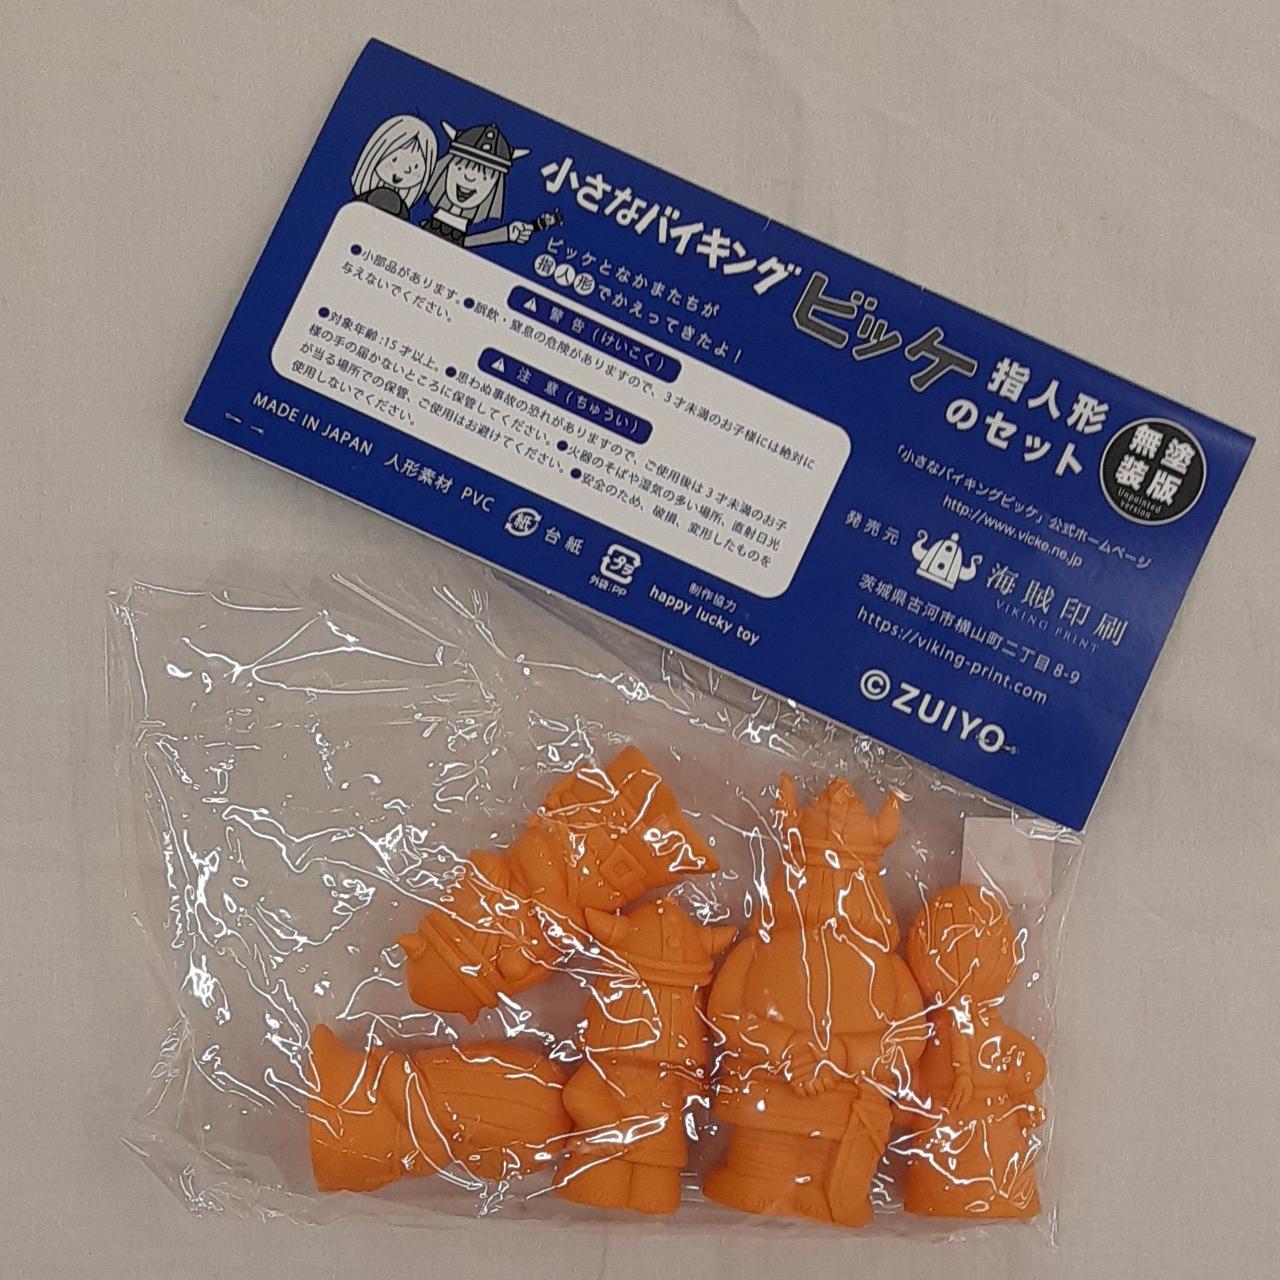 小さなバイキング ビッケ 指人形
のセット
無塗
装版
Unpainted
version
ビッケとなかまたちが
指人形でかえってきたよ!
⚠ 警告(けいこく)
●小部品があります。●誤飲・窒息の危険がありますので、3才未満のお子様には絶対に
与えないでください。
⚠ 注意(ちゅうい)
●対象年齢:15才以上。●思わぬ事故の恐れがありますので、ご使用後は3才未満のお子
様の手の届かないところに保管してください。●火器のそばや湿気の多い場所、直射日光
が当る場所での保管、ご使用はお避けてください。●安全のため、破損、変形したものを
使用しないでください。
MADE IN JAPAN 人形素材 PVC 紙 台紙
プラ
外袋:PP
制作協力
happy lucky toy
「小さなバイキングビッケ」公式ホームページ
http://www.vicke.ne.jp
発売元
海賊印刷
VIKING PRINT
茨城県古河市横山町二丁目8-9
https://viking-print.com
©ZUIYO